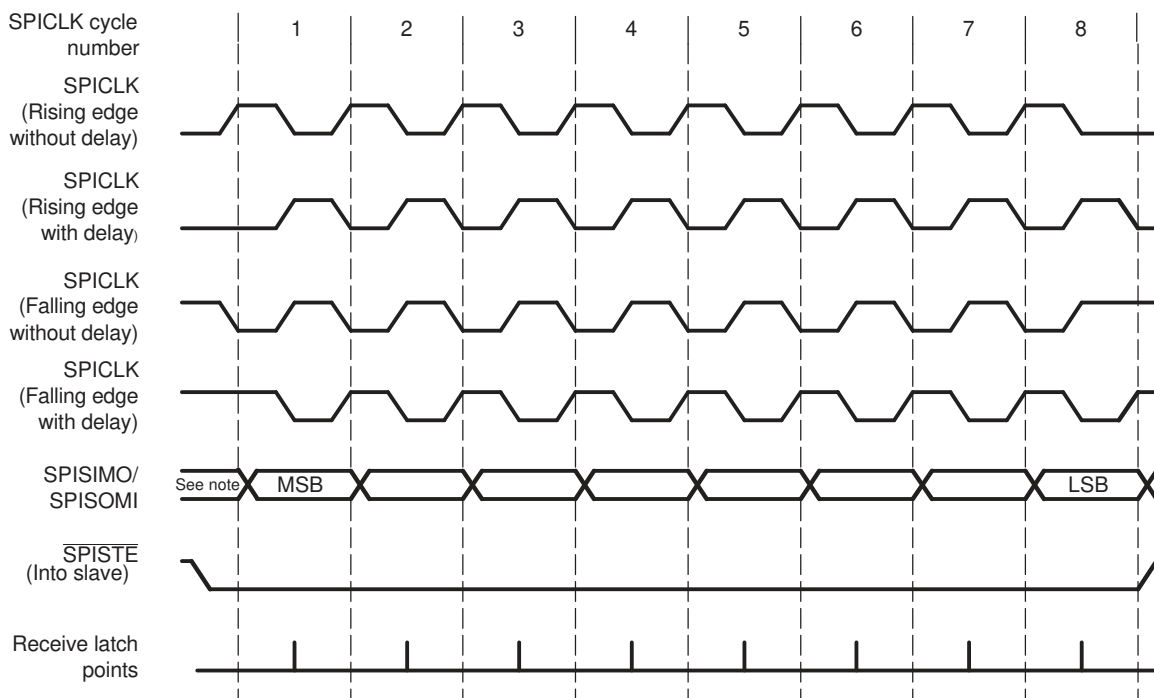 SPICLK cycle
number
1 2 3 4 5 6 7 8
SPICLK
(Rising edge
without delay)
SPICLK
(Rising edge
with delay)
SPICLK
(Falling edge
without delay)
SPICLK
(Falling edge
with delay)
SPISIMO/
SPISOMI
See note
MSB
LSB
SPISTE
(Into slave)
Receive latch
points